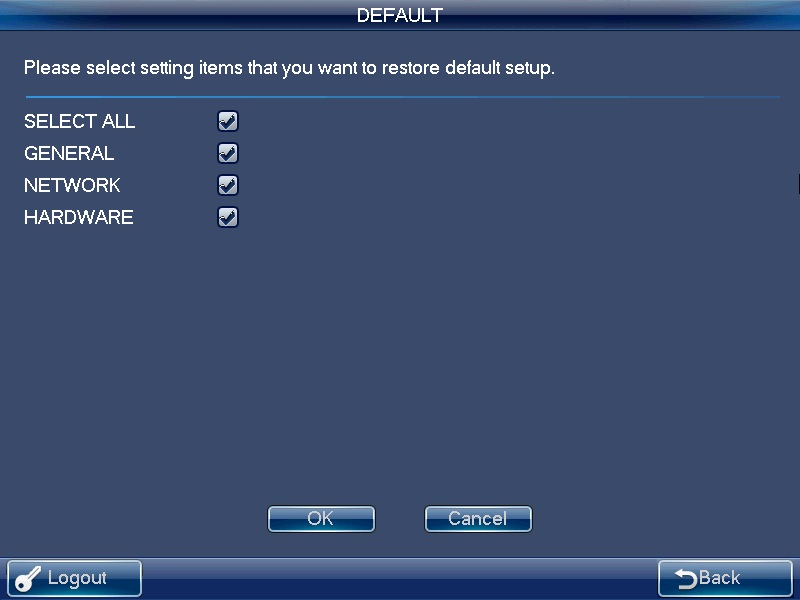 DEFAULT
Please select setting items that you want to restore default setup.
SELECT ALL
GENERAL
NETWORK
HARDWARE
OK Cancel
Logout Back